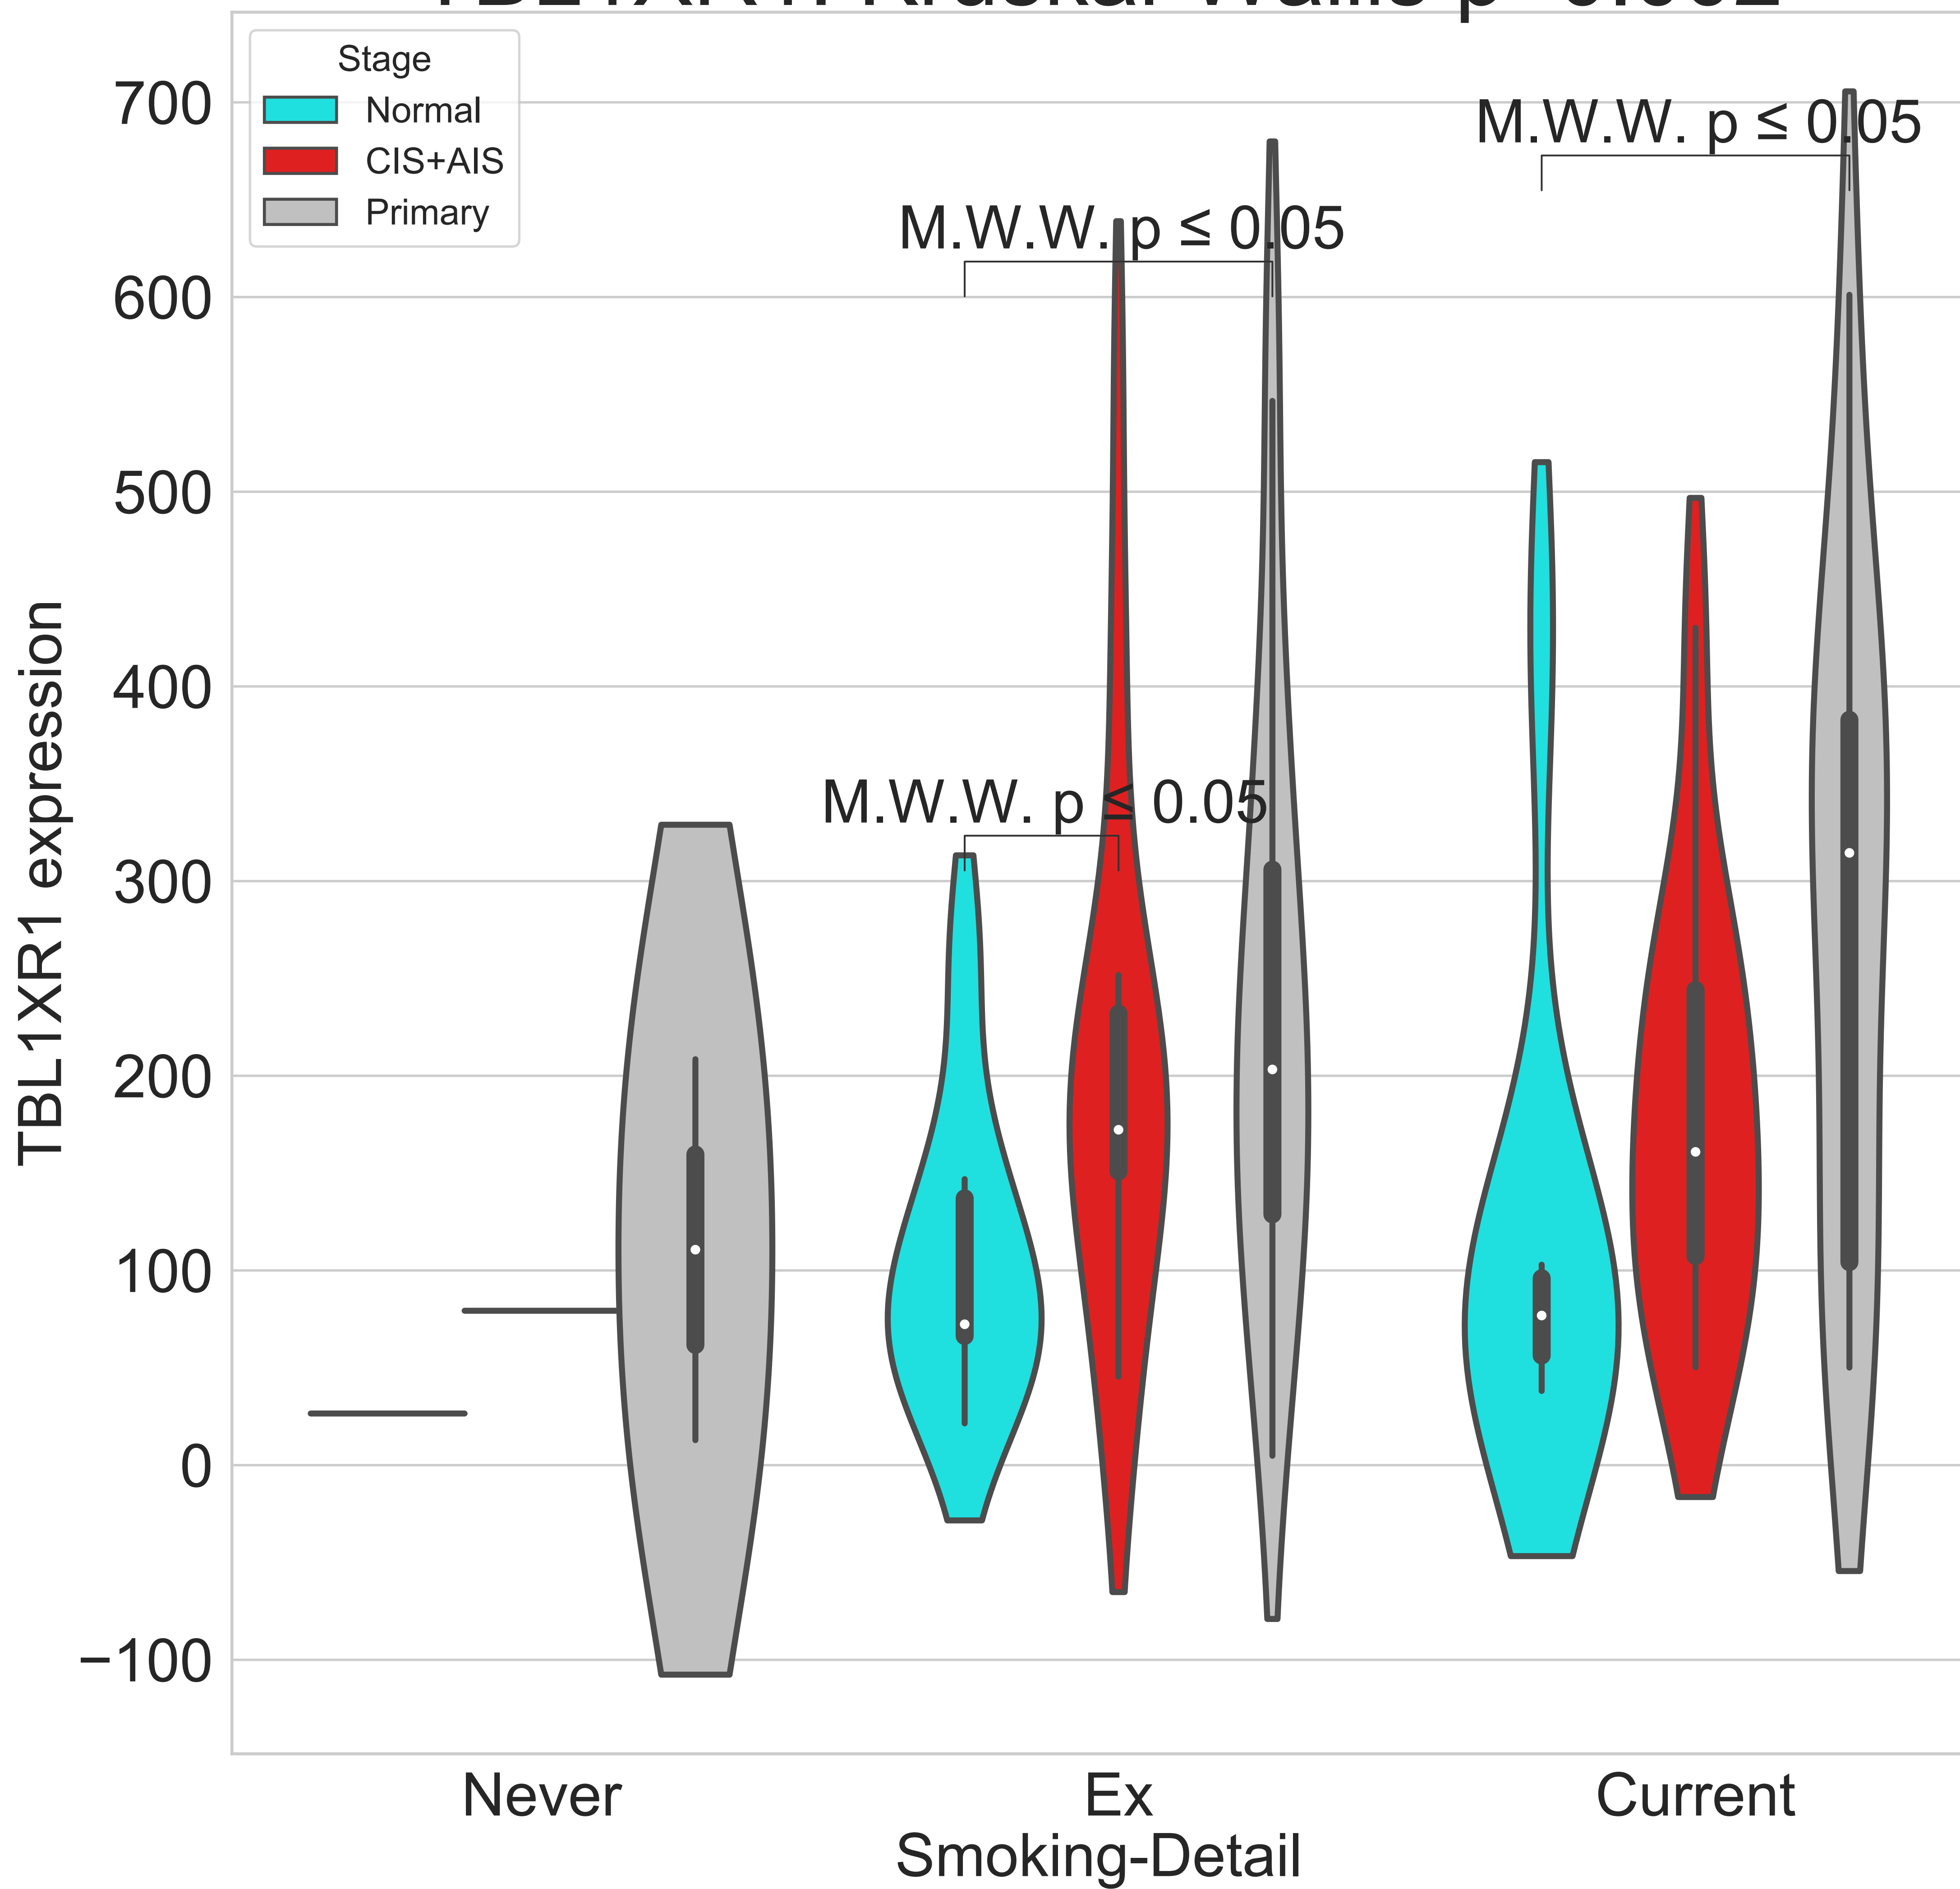 Stage
Normal
CIS+AIS
Primary
700
600
500
400
300
200
100
0
−100
TBL1XR1 expression
M.W.W. p ≤ 0.05
M.W.W. p ≤ 0.05
M.W.W. p ≤ 0.05
Never
Ex
Current
Smoking-Detail